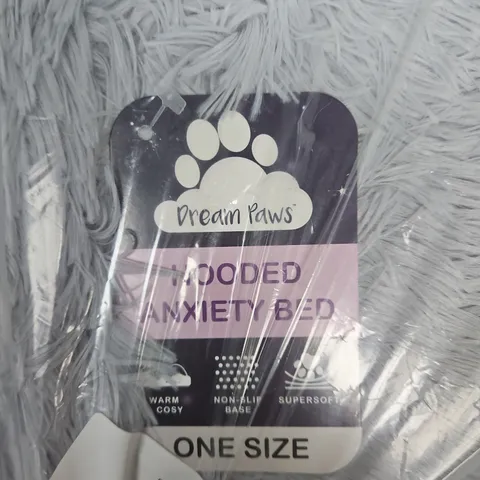 Dream Paws
HOODED
ANXIETY BED
WARM
COSY
NON-SLIP
BASE
SUPERSOFT
ONE SIZE